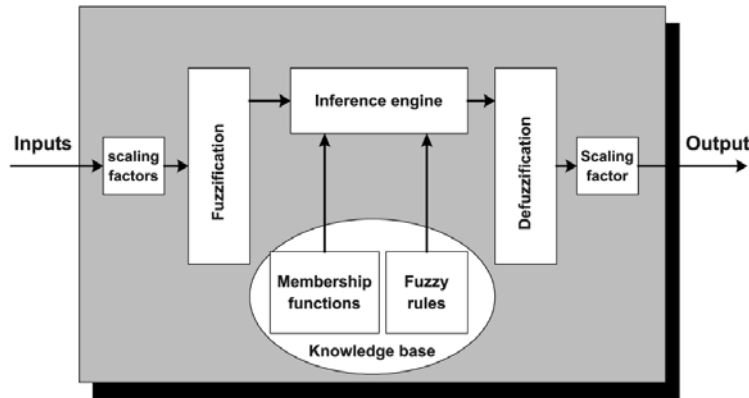 Inputs
scaling
factors
Fuzzification
Inference engine
Defuzzification
Scaling
factor
Output
Membership
functions
Fuzzy
rules
Knowledge base